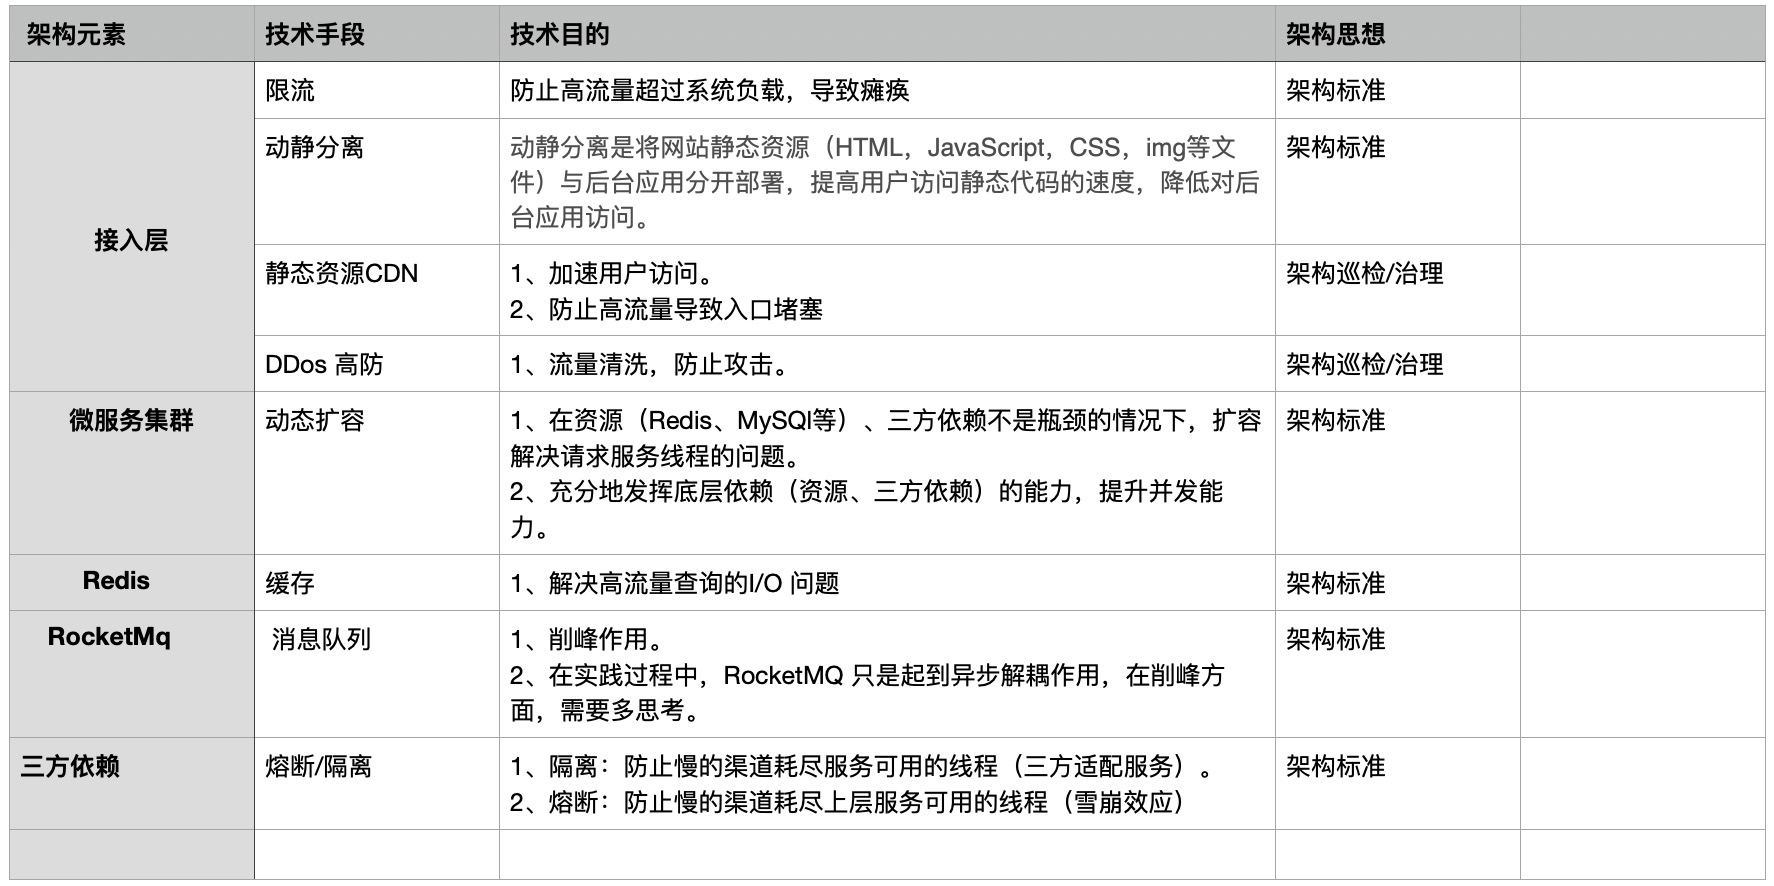 架构元素 技术手段 技术目的 架构思想
接入层
限流 防止高流量超过系统负载，导致瘫痪 架构标准
动静分离 动静分离是将网站静态资源（HTML，JavaScript，CSS，img等文 架构标准
件）与后台应用分开部署，提高用户访问静态代码的速度，降低对后
台应用访问。
静态资源CDN 1、加速用户访问。 架构巡检/治理
2、防止高流量导致入口堵塞
DDos 高防 1、流量清洗，防止攻击。 架构巡检/治理
微服务集群 动态扩容 1、在资源（Redis、MySQl等）、三方依赖不是瓶颈的情况下，扩容 架构标准
解决请求服务线程的问题。
2、充分地发挥底层依赖（资源、三方依赖）的能力，提升并发能
力。
Redis 缓存 1、解决高流量查询的I/O 问题 架构标准
RocketMq 消息队列 1、削峰作用。 架构标准
2、在实践过程中，RocketMQ 只是起到异步解耦作用，在削峰方
面，需要多思考。
三方依赖 熔断/隔离 1、隔离：防止慢的渠道耗尽服务可用的线程（三方适配服务）。 架构标准
2、熔断：防止慢的渠道耗尽上层服务可用的线程（雪崩效应）